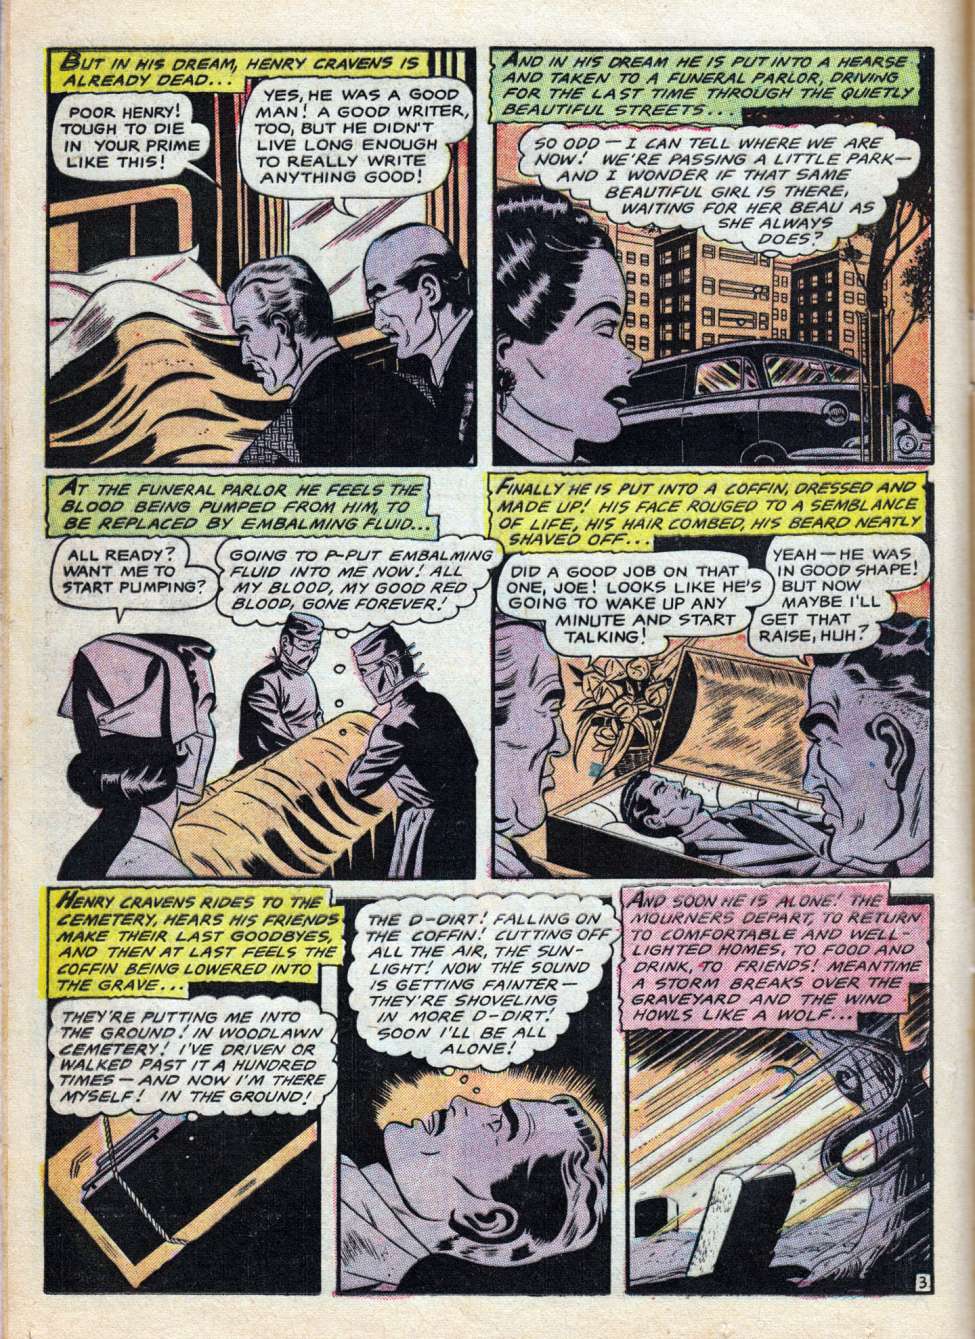 BUT IN HIS DREAM, HENRY CRAVENS IS
ALREADY DEAD...
POOR HENRY!
TOUGH TO DIE
IN YOUR PRIME
LIKE THIS!
YES, HE WAS A GOOD
MAN! A GOOD WRITER,
TOO, BUT HE DIDN'T
LIVE LONG ENOUGH
TO REALLY WRITE
ANYTHING GOOD!
AND IN HIS DREAM HE IS PUT INTO A HEARSE
AND TAKEN TO A FUNERAL PARLOR, DRIVING
FOR THE LAST TIME THROUGH THE QUIETLY
BEAUTIFUL STREETS...
SO ODD — I CAN TELL WHERE WE ARE
NOW! WE'RE PASSING A LITTLE PARK—
AND I WONDER IF THAT SAME
BEAUTIFUL GIRL IS THERE,
WAITING FOR HER BEAU AS
SHE ALWAYS
DOES?
AT THE FUNERAL PARLOR HE FEELS THE
BLOOD BEING PUMPED FROM HIM, TO
BE REPLACED BY EMBALMING FLUID...
ALL READY?
WANT ME TO
START PUMPING?
GOING TO P-PUT EMBALMING
FLUID INTO ME NOW! ALL
MY BLOOD, MY GOOD RED
BLOOD, GONE FOREVER!
FINALLY HE IS PUT INTO A COFFIN, DRESSED AND
MADE UP! HIS FACE ROUGED TO A SEMBLANCE
OF LIFE, HIS HAIR COMBED, HIS BEARD NEATLY
SHAVED OFF...
DID A GOOD JOB ON THAT
ONE, JOE! LOOKS LIKE HE'S
GOING TO WAKE UP ANY
MINUTE AND START
TALKING!
YEAH — HE WAS
IN GOOD SHAPE!
BUT NOW
MAYBE I'LL
GET THAT
RAISE, HUH?
HENRY CRAVENS RIDES TO THE
CEMETERY, HEARS HIS FRIENDS
MAKE THEIR LAST GOODBYES,
AND THEN AT LAST FEELS THE
COFFIN BEING LOWERED INTO
THE GRAVE...
THEY'RE PUTTING ME INTO
THE GROUND! IN WOODLAWN
CEMETERY! I'VE DRIVEN OR
WALKED PAST IT A HUNDRED
TIMES — AND NOW I'M THERE
MYSELF! IN THE GROUND!
THE D-DIRT! FALLING ON
THE COFFIN! CUTTING OFF
ALL THE AIR, THE SUN-
LIGHT! NOW THE SOUND
IS GETTING FAINTER —
THEY'RE SHOVELING
IN MORE D-DIRT!
SOON I'LL BE ALL
ALONE!
AND SOON HE IS ALONE! THE
MOURNERS DEPART, TO RETURN
TO COMFORTABLE AND WELL-
LIGHTED HOMES, TO FOOD AND
DRINK, TO FRIENDS! MEANTIME
A STORM BREAKS OVER THE
GRAVEYARD AND THE WIND
HOWLS LIKE A WOLF...
3